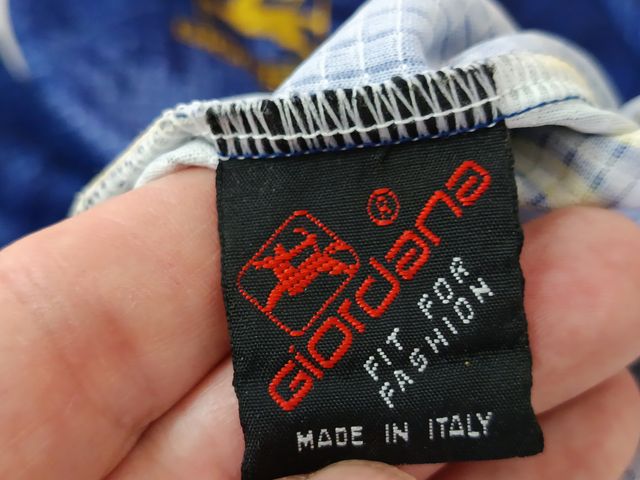 GIORDANA ®
FIT FOR
FASHION
MADE IN ITALY